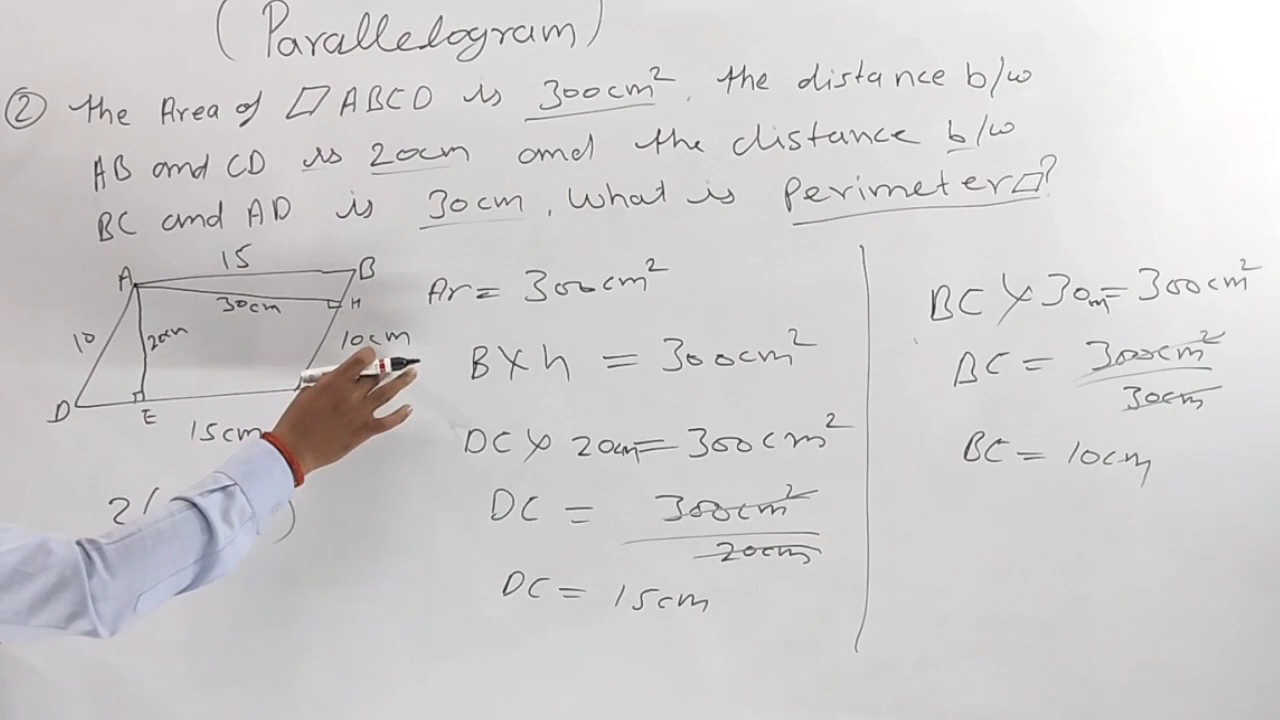 (Parallelogram)
② the Area of ▱ABCD is 300cm². the distance b/w
AB and CD is 20cm and the distance b/w
BC and AD is 30cm, What is Perimeter▱?
15
A B
30cm H
10 20cm 10cm
D E
15cm
2( )
Ar = 300cm²
B × h = 300cm²
DC × 20cm = 300cm²
DC = 300cm²
20cm
DC = 15cm
BC × 30m = 300cm²
BC = 300cm²
30cm
BC = 10cm